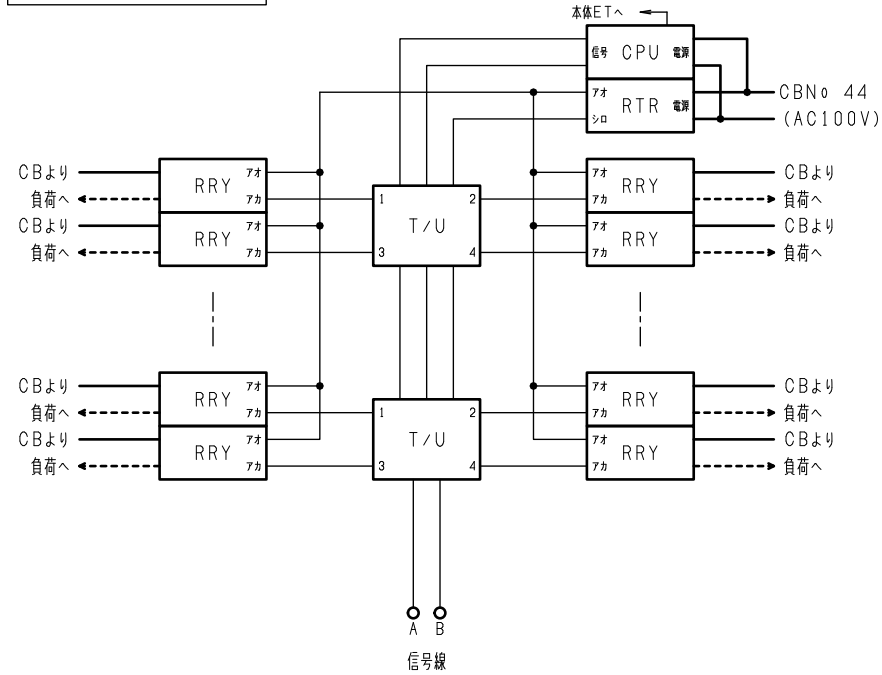 本体ETへ
信号 CPU 電源
アオ RTR 電源
シロ
CBNo 44
(AC100V)
CBより RRY アオ
負荷へ アカ
CBより RRY アオ
負荷へ アカ
1 T/U 2
3 4
アオ RRY CBより
アカ 負荷へ
アオ RRY CBより
アカ 負荷へ
CBより RRY アオ
負荷へ アカ
CBより RRY アオ
負荷へ アカ
1 T/U 2
3 4
アオ RRY CBより
アカ 負荷へ
アオ RRY CBより
アカ 負荷へ
A B
信号線